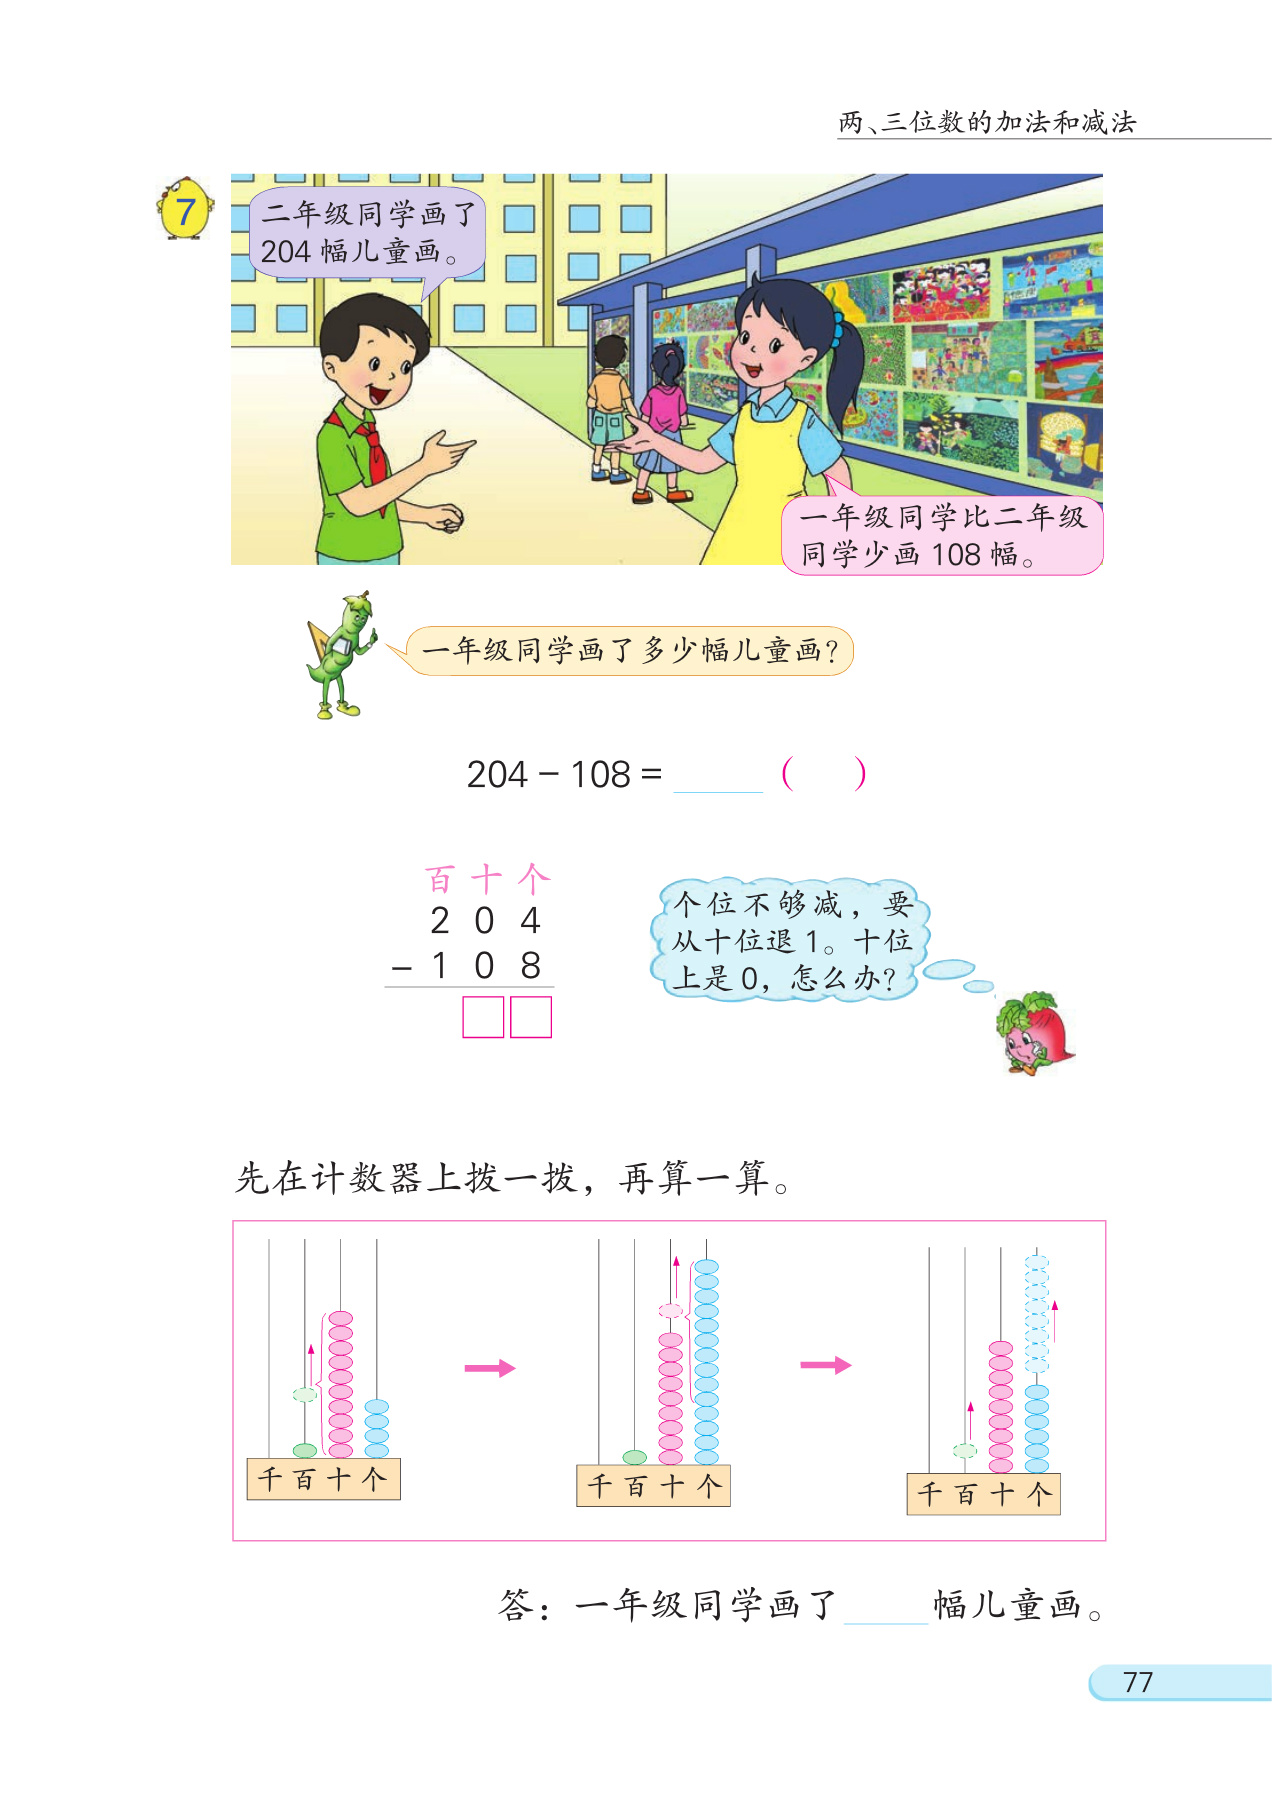 两、三位数的加法和减法
7
二年级同学画了
204 幅儿童画。
一年级同学比二年级
同学少画 108 幅。
一年级同学画了多少幅儿童画?
204 − 108 = ____ (  )
百 十 个
2 0 4
− 1 0 8
个位不够减，要
从十位退 1。十位
上是 0，怎么办?
先在计数器上拨一拨，再算一算。
千 百 十 个
千 百 十 个
千 百 十 个
答：一年级同学画了____幅儿童画。
77